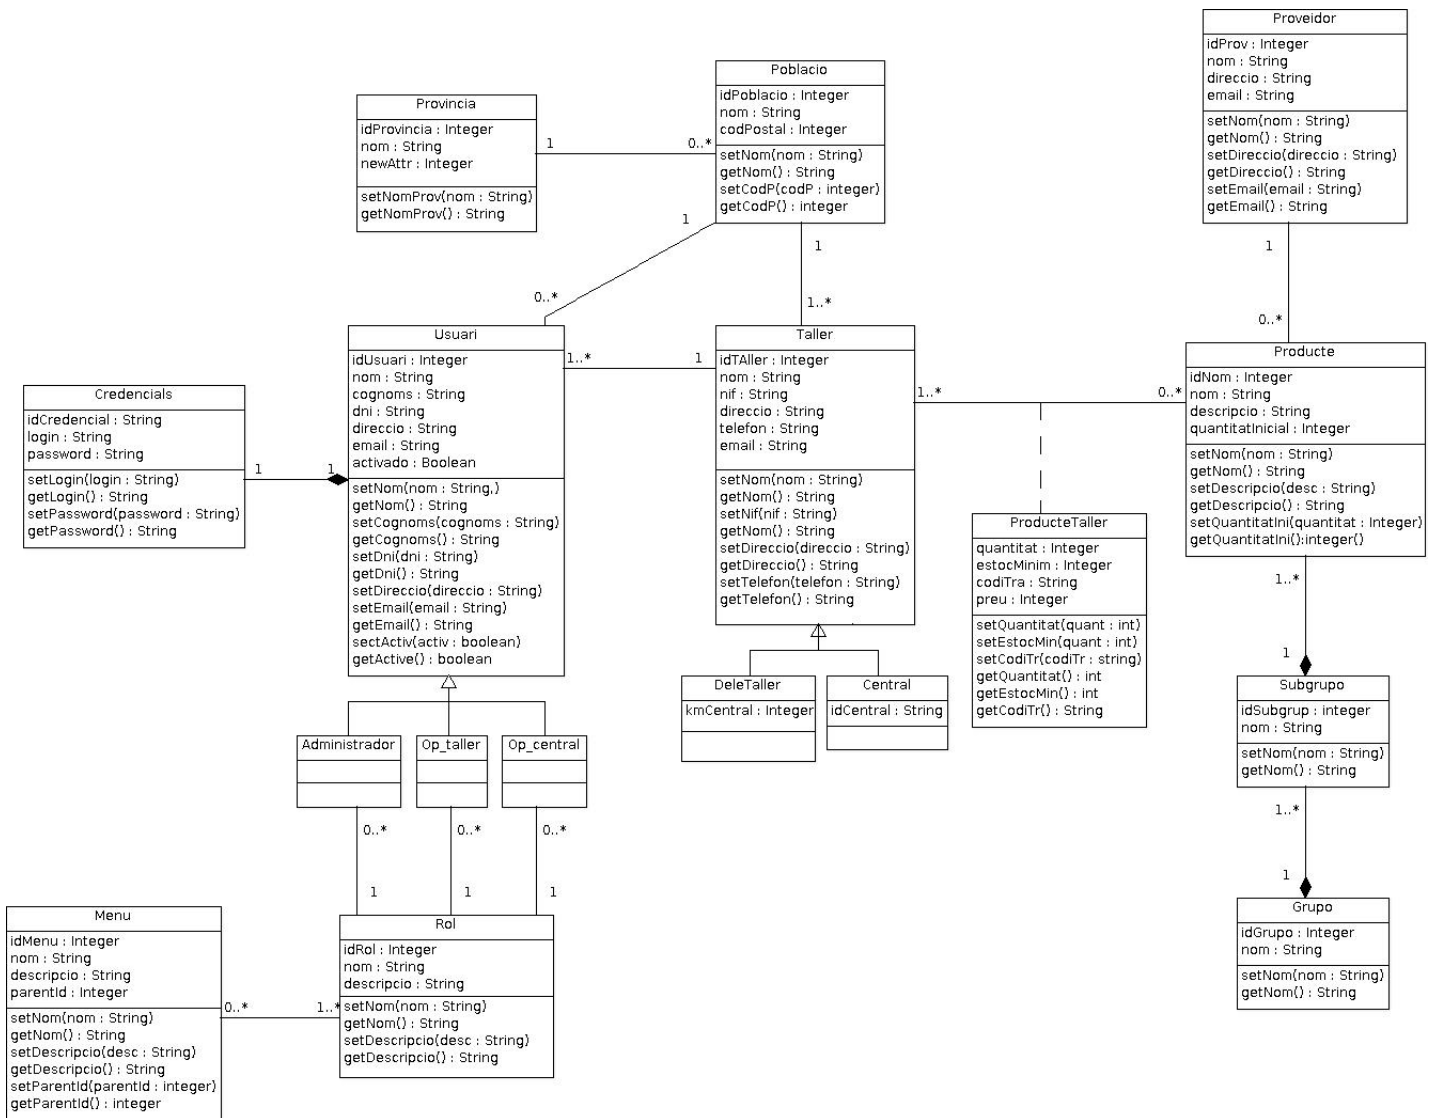 Proveidor
idProv : Integer
nom : String
direccio : String
email : String
setNom(nom : String)
getNom() : String
setDireccio(direccio : String)
getDireccio() : String
setEmail(email : String)
getEmail() : String
Poblacio
idPoblacio : Integer
nom : String
codPostal : Integer
setNom(nom : String)
getNom() : String
setCodP(codP : integer)
getCodP() : integer
Provincia
idProvincia : Integer
nom : String
newAttr : Integer
setNomProv(nom : String)
getNomProv() : String
1
0..*
1
0..*
1
1..*
1
0..*
Usuari
idUsuari : Integer
nom : String
cognoms : String
dni : String
direccio : String
email : String
activado : Boolean
setNom(nom : String,)
getNom() : String
setCognoms(cognoms : String)
getCognoms() : String
setDni(dni : String)
getDni() : String
setDireccio(direccio : String)
setEmail(email : String)
getEmail() : String
sectActiv(activ : boolean)
getActive() : boolean
1..*
1
Taller
idTAller : Integer
nom : String
nif : String
direccio : String
telefon : String
email : String
setNom(nom : String)
getNom() : String
setNif(nif : String)
getNom() : String
setDireccio(direccio : String)
getDireccio() : String
setTelefon(telefon : String)
getTelefon() : String
1..*
0..*
Producte
idNom : Integer
nom : String
descripcio : String
quantitatInicial : Integer
setNom(nom : String)
getNom() : String
setDescripcio(desc : String)
getDescripcio() : String
setQuantitatIni(quantitat : Integer)
getQuantitatIni():integer()
Credencials
idCredencial : String
login : String
password : String
setLogin(login : String)
getLogin() : String
setPassword(password : String)
getPassword() : String
1
1
ProducteTaller
quantitat : Integer
estocMinim : Integer
codiTra : String
preu : Integer
setQuantitat(quant : int)
setEstocMin(quant : int)
setCodiTr(codiTr : string)
getQuantitat() : int
getEstocMin() : int
getCodiTr() : String
1..*
1
DeleTaller
kmCentral : Integer
Central
idCentral : String
Subgrupo
idSubgrup : integer
nom : String
setNom(nom : String)
getNom() : String
Administrador
Op_taller
Op_central
0..*
0..*
0..*
1
1
1
1..*
1
Grupo
idGrupo : Integer
nom : String
setNom(nom : String)
getNom() : String
Menu
idMenu : Integer
nom : String
descripcio : String
parentId : Integer
setNom(nom : String)
getNom() : String
setDescripcio(desc : String)
getDescripcio() : String
setParentId(parentId : integer)
getParentId() : integer
0..*
1..*
Rol
idRol : Integer
nom : String
descripcio : String
setNom(nom : String)
getNom() : String
setDescripcio(desc : String)
getDescripcio() : String